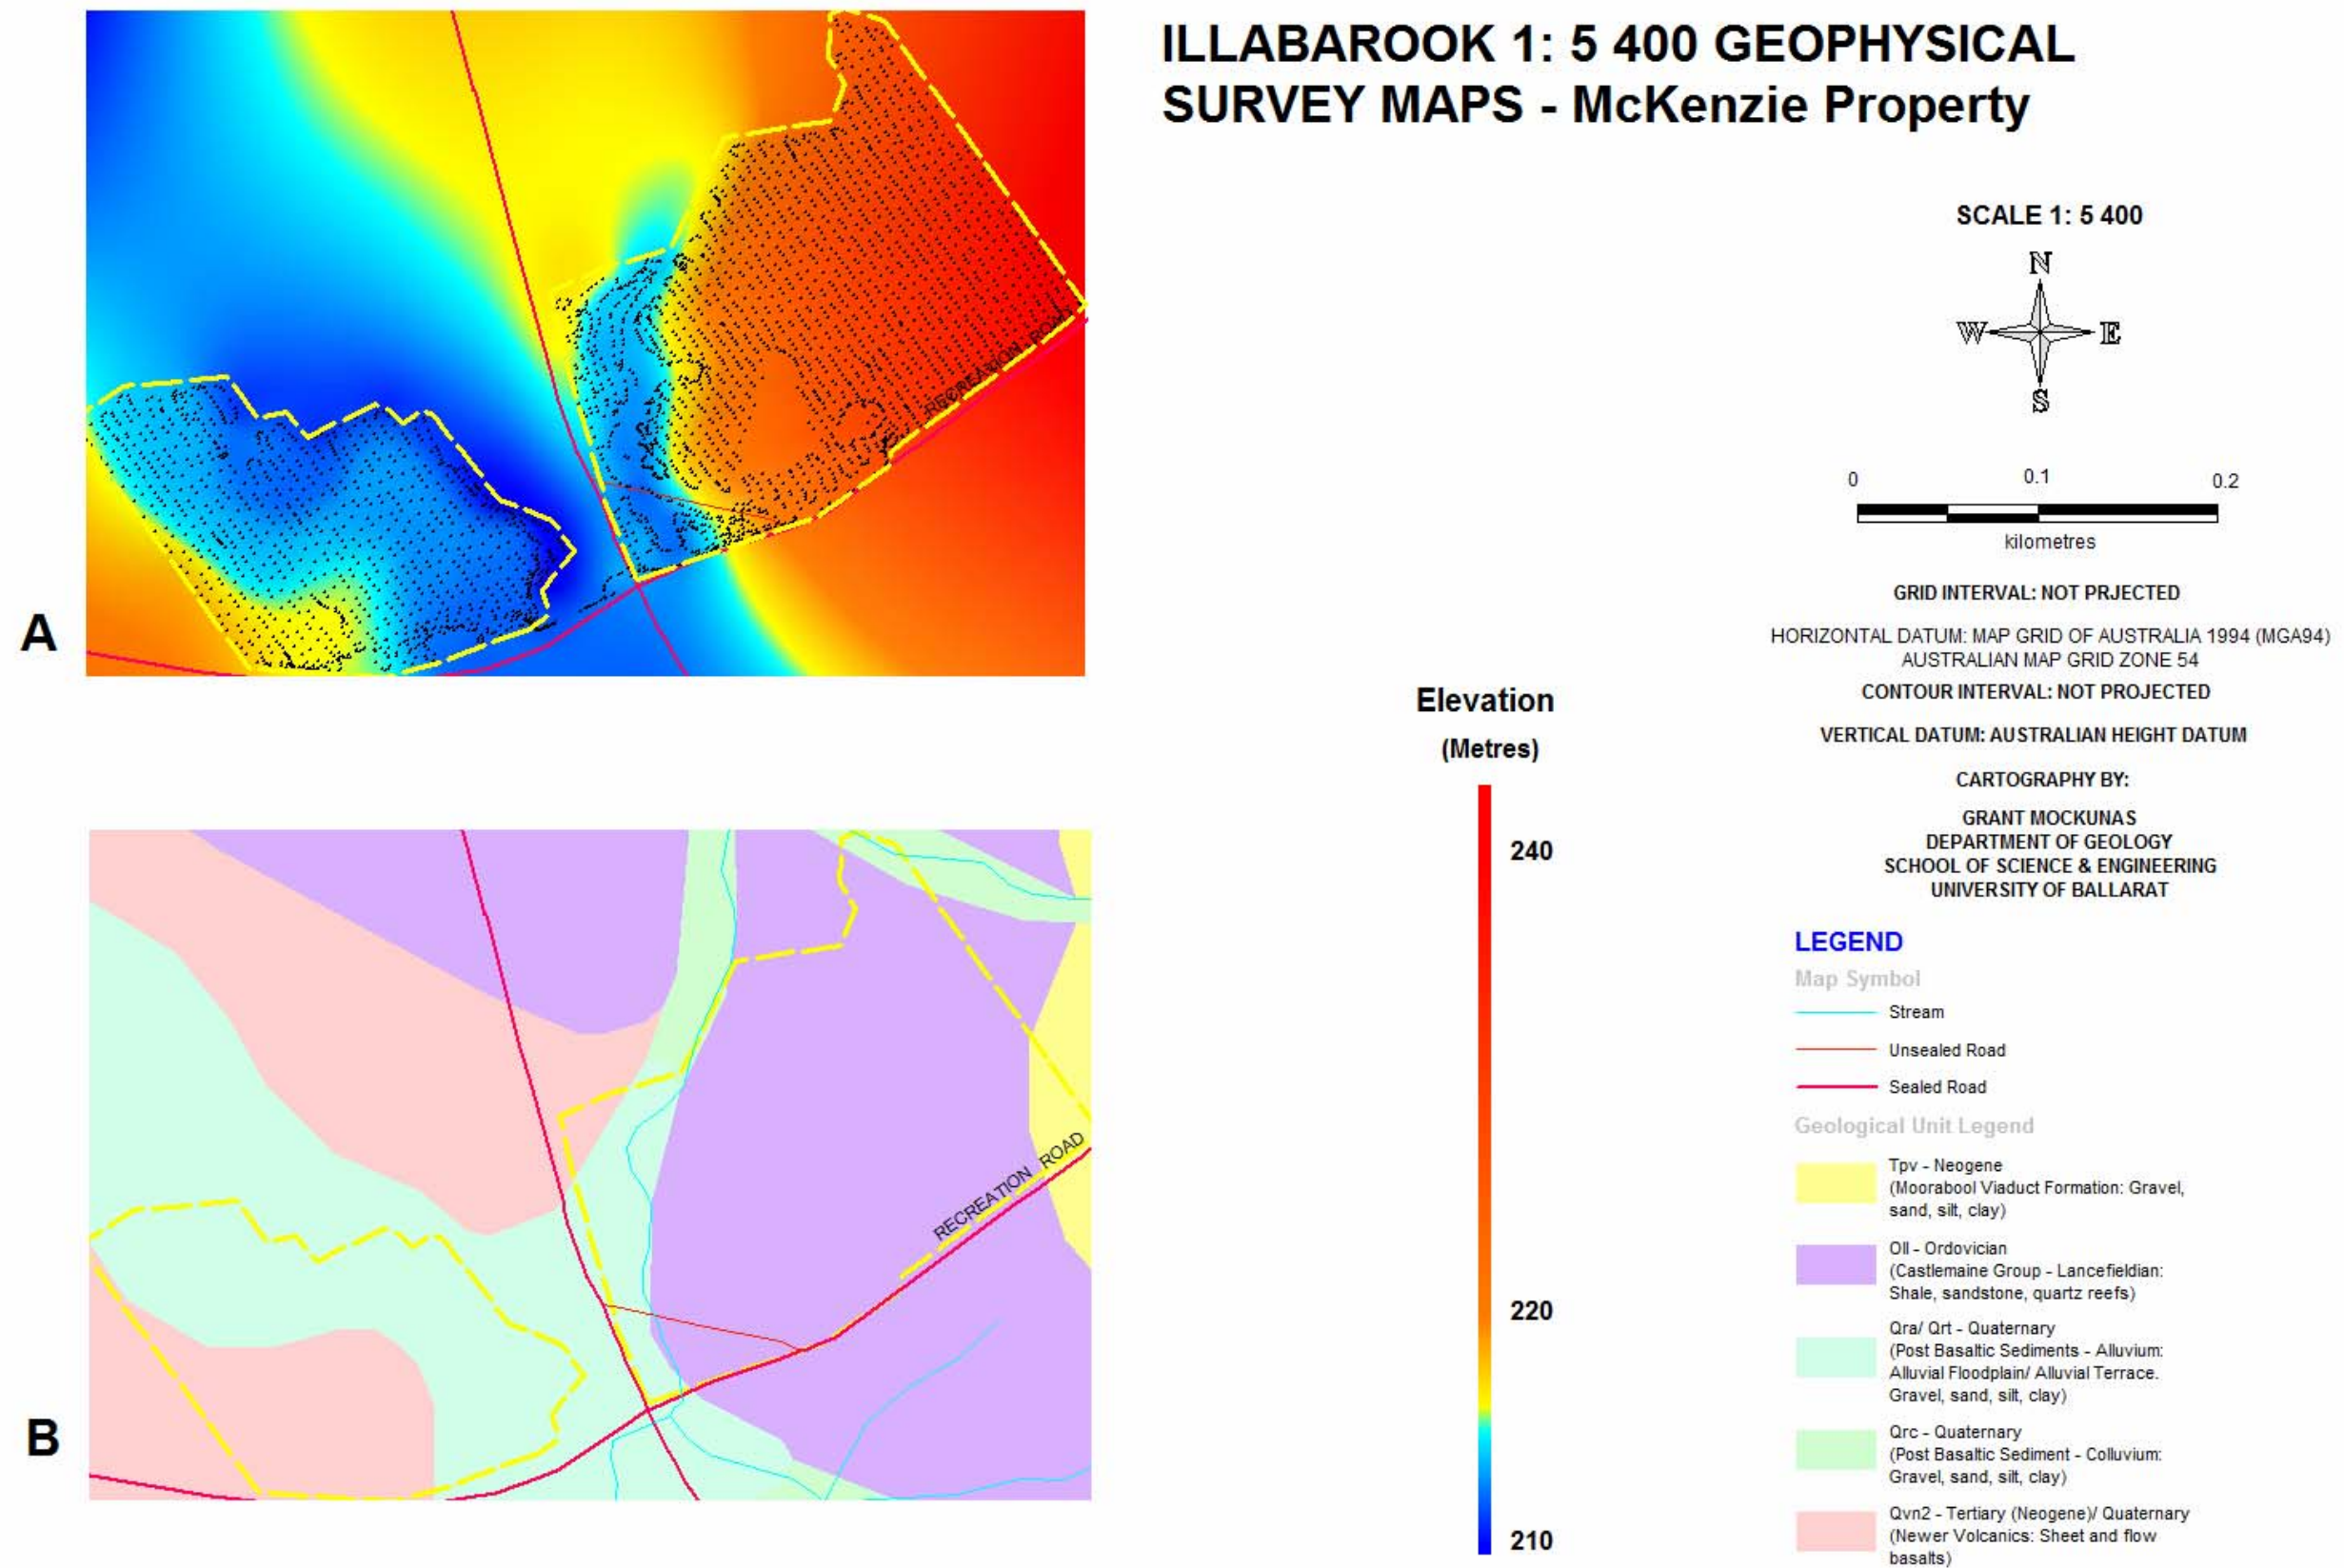 ILLABAROOK 1: 5 400 GEOPHYSICAL
SURVEY MAPS - McKenzie Property
SCALE 1: 5 400
N
W
E
S
0
0.1
0.2
kilometres
GRID INTERVAL: NOT PRJECTED
HORIZONTAL DATUM: MAP GRID OF AUSTRALIA 1994 (MGA94)
AUSTRALIAN MAP GRID ZONE 54
CONTOUR INTERVAL: NOT PROJECTED
VERTICAL DATUM: AUSTRALIAN HEIGHT DATUM
CARTOGRAPHY BY:
GRANT MOCKUNAS
DEPARTMENT OF GEOLOGY
SCHOOL OF SCIENCE & ENGINEERING
UNIVERSITY OF BALLARAT
RECREATION ROAD
A
Elevation
(Metres)
240
220
210
RECREATION ROAD
B
LEGEND
Map Symbol
Stream
Unsealed Road
Sealed Road
Geological Unit Legend
Tpv - Neogene
(Moorabool Viaduct Formation: Gravel,
sand, silt, clay)
Oll - Ordovician
(Castlemaine Group - Lancefieldian:
Shale, sandstone, quartz reefs)
Qra/ Qrt - Quaternary
(Post Basaltic Sediments - Alluvium:
Alluvial Floodplain/ Alluvial Terrace.
Gravel, sand, silt, clay)
Qrc - Quaternary
(Post Basaltic Sediment - Colluvium:
Gravel, sand, silt, clay)
Qvn2 - Tertiary (Neogene)/ Quaternary
(Newer Volcanics: Sheet and flow
basalts)